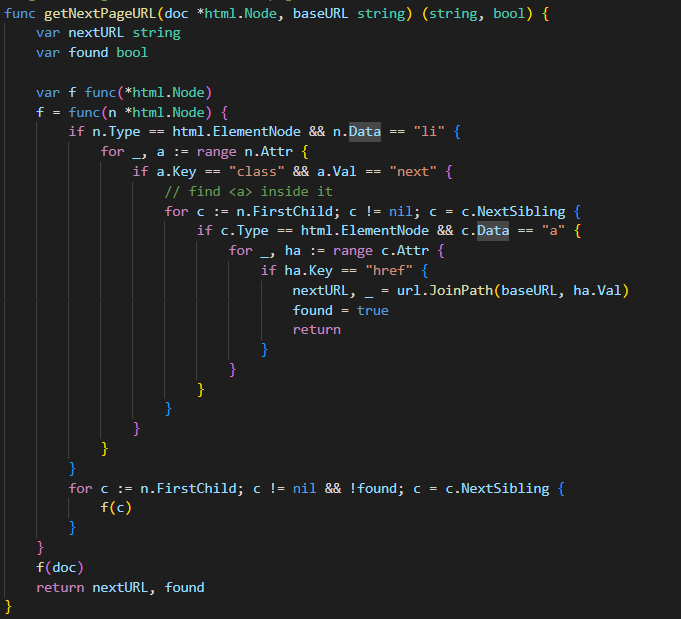 func getNextPageURL(doc *html.Node, baseURL string) (string, bool) {
    var nextURL string
    var found bool

    var f func(*html.Node)
    f = func(n *html.Node) {
        if n.Type == html.ElementNode && n.Data == "li" {
            for _, a := range n.Attr {
                if a.Key == "class" && a.Val == "next" {
                    // find <a> inside it
                    for c := n.FirstChild; c != nil; c = c.NextSibling {
                        if c.Type == html.ElementNode && c.Data == "a" {
                            for _, ha := range c.Attr {
                                if ha.Key == "href" {
                                    nextURL, _ = url.JoinPath(baseURL, ha.Val)
                                    found = true
                                    return
                                }
                            }
                        }
                    }
                }
            }
        }
        for c := n.FirstChild; c != nil && !found; c = c.NextSibling {
            f(c)
        }
    }
    f(doc)
    return nextURL, found
}